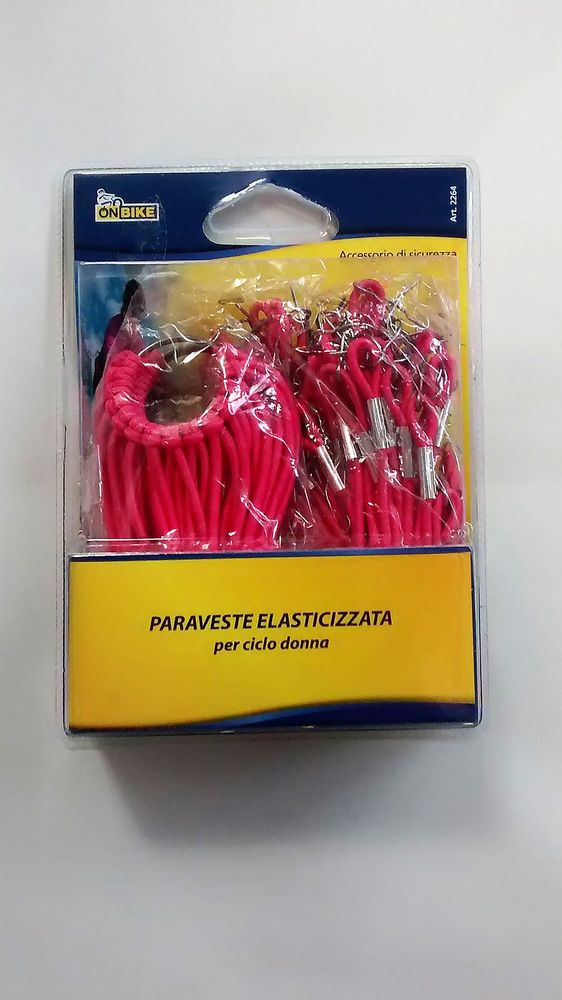 ONBIKE
Art. 2264
Accessorio di sicurezza
PARAVESTE ELASTICIZZATA
per ciclo donna